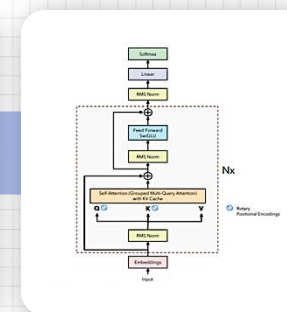 Softmax
Linear
RMS Norm
Feed Forward
SwiGLU
RMS Norm
Nx
Self-Attention (Grouped Multi-Query Attention)
with KV Cache
Q
K
V
Rotary
Positional Encodings
RMS Norm
Embeddings
Input